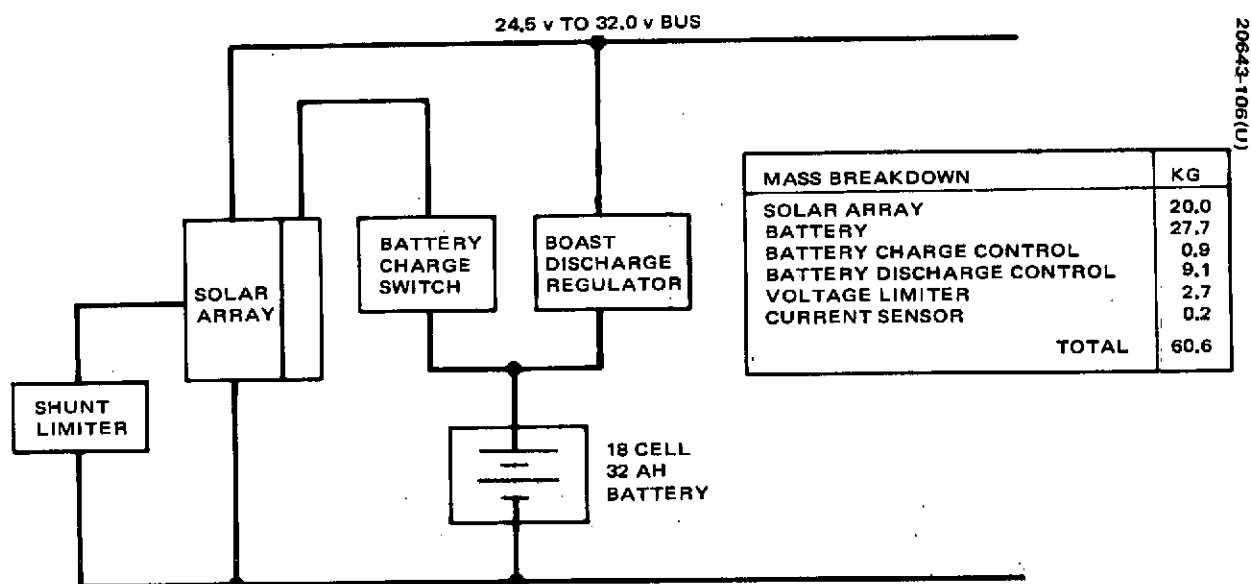 24.5 v TO 32.0 v BUS
20643-106(U)
MASS BREAKDOWN KG
SOLAR ARRAY 20.0
BATTERY 27.7
BATTERY CHARGE CONTROL 0.9
BATTERY DISCHARGE CONTROL 9.1
VOLTAGE LIMITER 2.7
CURRENT SENSOR 0.2
TOTAL 60.6
SOLAR
ARRAY
BATTERY
CHARGE
SWITCH
BOAST
DISCHARGE
REGULATOR
SHUNT
LIMITER
18 CELL
32 AH
BATTERY